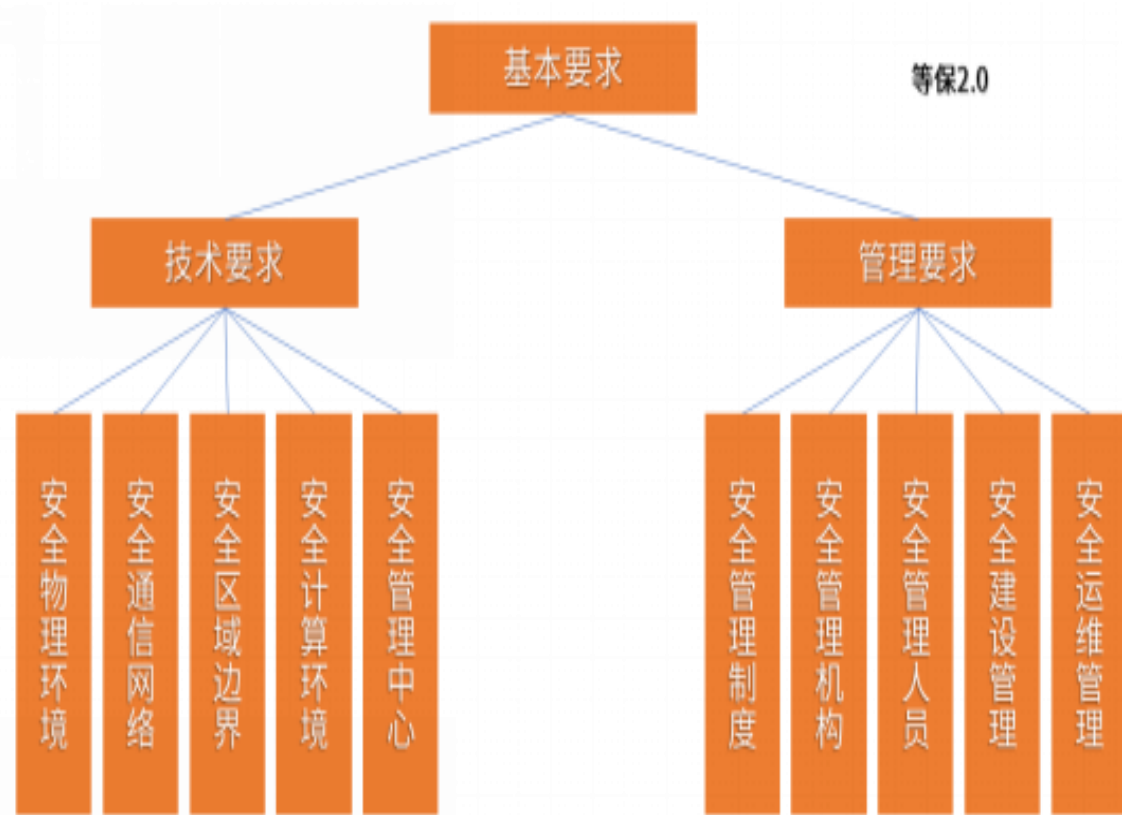 基本要求
等保2.0
技术要求
管理要求
安全物理环境
安全通信网络
安全区域边界
安全计算环境
安全管理中心
安全管理制度
安全管理机构
安全管理人员
安全建设管理
安全运维管理